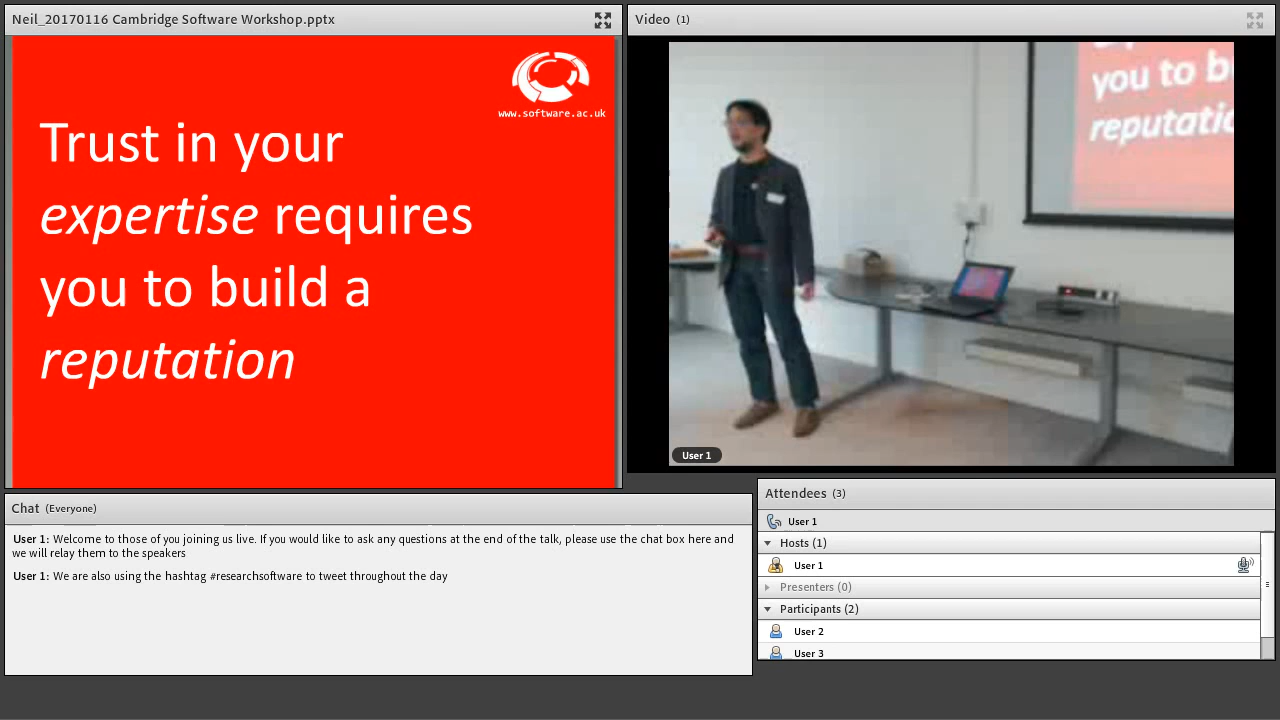 Neil_20170116 Cambridge Software Workshop.pptx
www.software.ac.uk
Trust in your
expertise requires
you to build a
reputation
Video (1)
you to b
reputatio
User 1
Chat (Everyone)
User 1: Welcome to those of you joining us live. If you would like to ask any questions at the end of the talk, please use the chat box here and
we will relay them to the speakers
User 1: We are also using the hashtag #researchsoftware to tweet throughout the day
Attendees (3)
User 1
Hosts (1)
User 1
Presenters (0)
Participants (2)
User 2
User 3